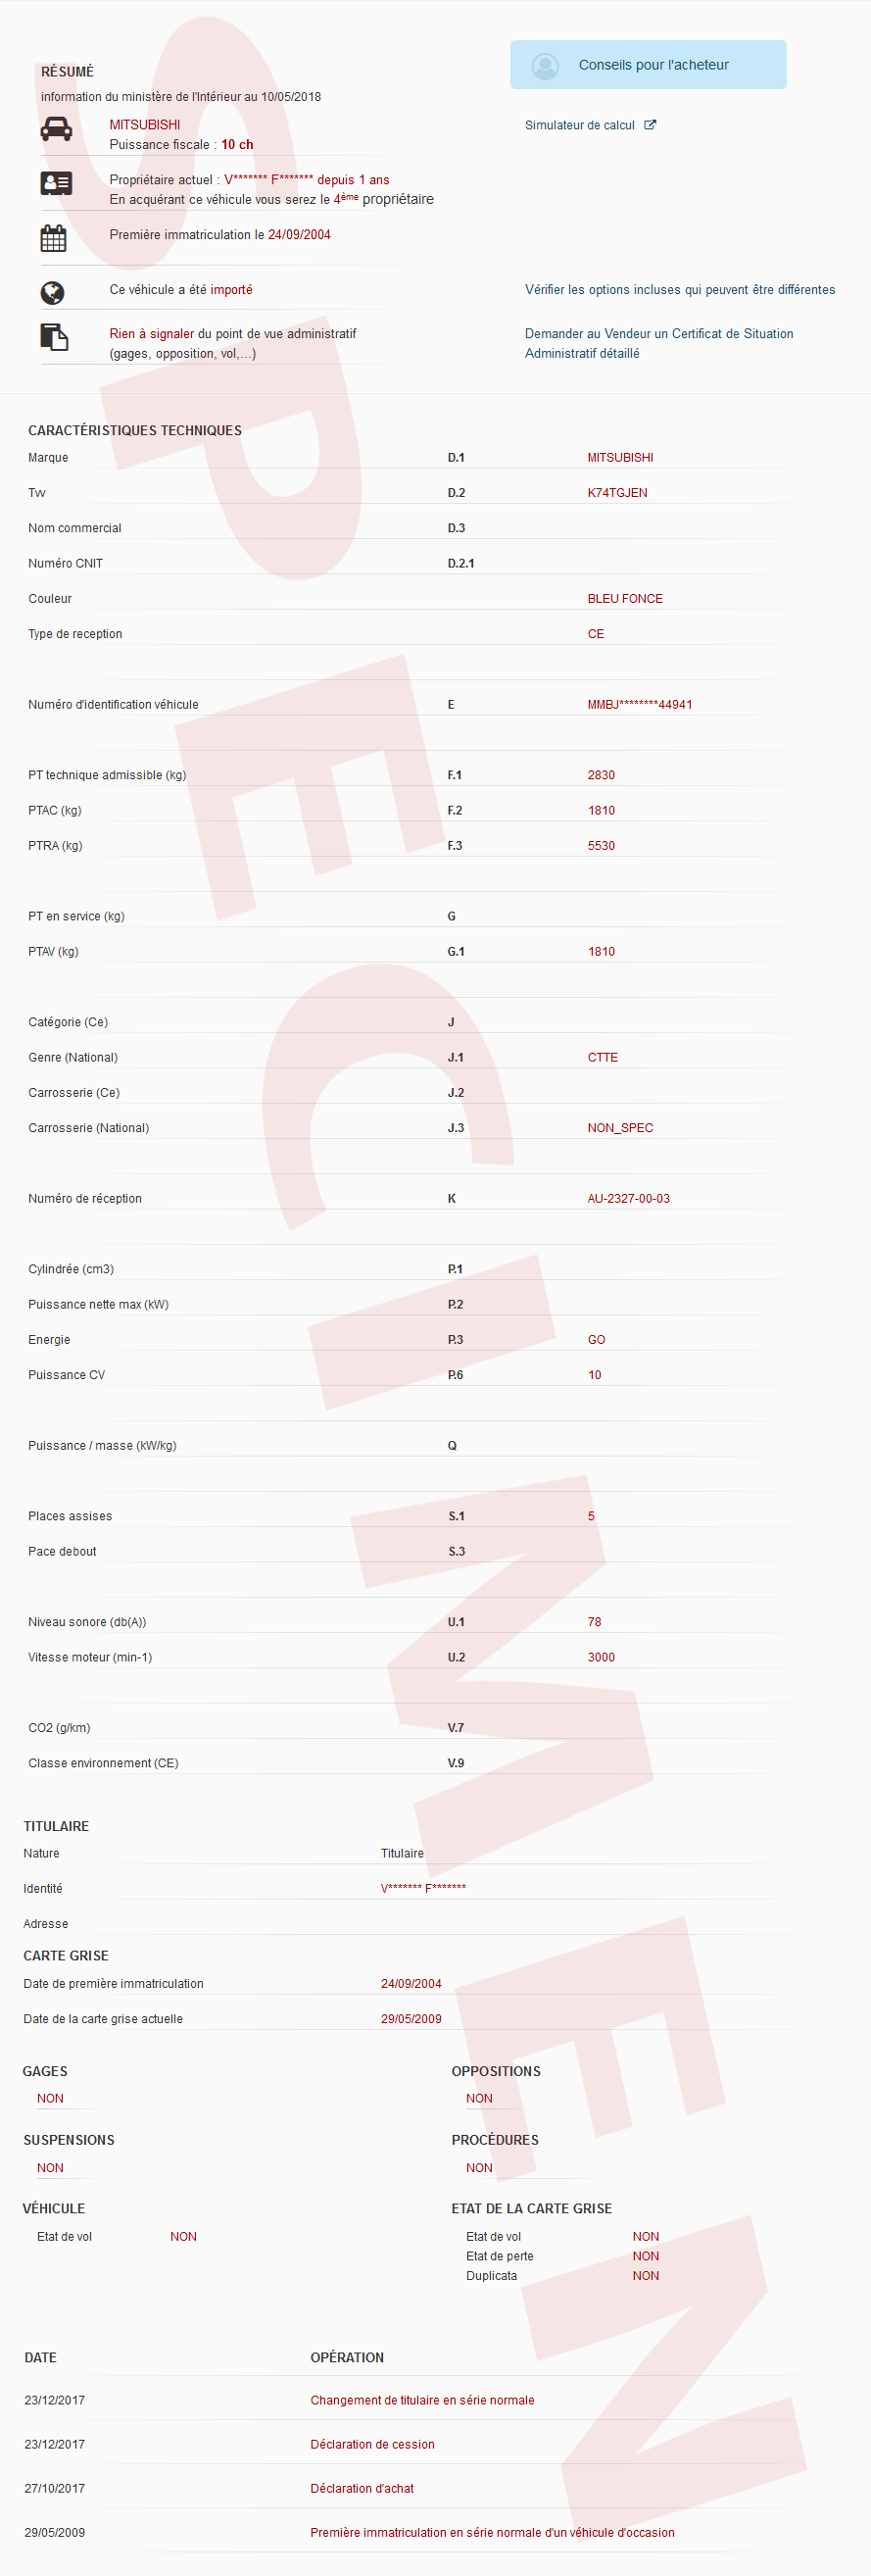 RÉSUMÉ
Conseils pour l'acheteur
information du ministère de l'Intérieur au 10/05/2018
MITSUBISHI
Puissance fiscale : 10 ch
Simulateur de calcul
Propriétaire actuel : V******* F******* depuis 1 ans
En acquérant ce véhicule vous serez le 4ème propriétaire
Première immatriculation le 24/09/2004
Ce véhicule a été importé
Vérifier les options incluses qui peuvent être différentes
Rien à signaler du point de vue administratif
(gages, opposition, vol,...)
Demander au Vendeur un Certificat de Situation
Administratif détaillé
CARACTÉRISTIQUES TECHNIQUES
Marque D.1 MITSUBISHI
Tvv D.2 K74TGJEN
Nom commercial D.3
Numéro CNIT D.2.1
Couleur BLEU FONCE
Type de reception CE
Numéro d'identification véhicule E MMBJ********44941
PT technique admissible (kg) F.1 2830
PTAC (kg) F.2 1810
PTRA (kg) F.3 5530
PT en service (kg) G
PTAV (kg) G.1 1810
Catégorie (Ce) J
Genre (National) J.1 CTTE
Carrosserie (Ce) J.2
Carrosserie (National) J.3 NON_SPEC
Numéro de réception K AU-2327-00-03
Cylindrée (cm3) P.1
Puissance nette max (kW) P.2
Energie P.3 GO
Puissance CV P.6 10
Puissance / masse (kW/kg) Q
Places assises S.1 5
Pace debout S.3
Niveau sonore (db(A)) U.1 78
Vitesse moteur (min-1) U.2 3000
CO2 (g/km) V.7
Classe environnement (CE) V.9
TITULAIRE
Nature Titulaire
Identité V******* F*******
Adresse
CARTE GRISE
Date de première immatriculation 24/09/2004
Date de la carte grise actuelle 29/05/2009
GAGES OPPOSITIONS
NON NON
SUSPENSIONS PROCÉDURES
NON NON
VÉHICULE ETAT DE LA CARTE GRISE
Etat de vol NON Etat de vol NON
Etat de perte NON
Duplicata NON
DATE OPÉRATION
23/12/2017 Changement de titulaire en série normale
23/12/2017 Déclaration de cession
27/10/2017 Déclaration d'achat
29/05/2009 Première immatriculation en série normale d'un véhicule d'occasion
SPECIMEN